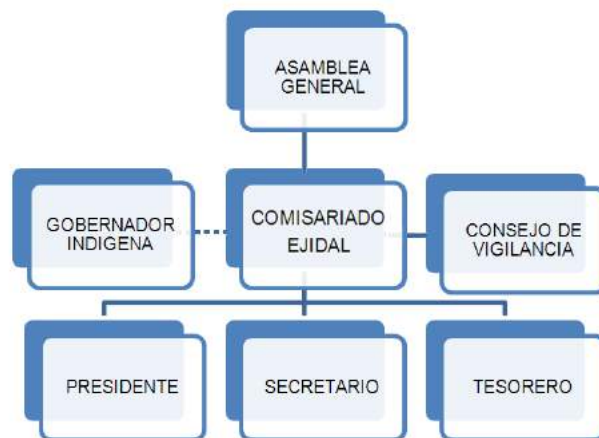 ASAMBLEA
GENERAL
GOBERNADOR
INDIGENA
COMISARIADO
EJIDAL
CONSEJO DE
VIGILANCIA
PRESIDENTE
SECRETARIO
TESORERO